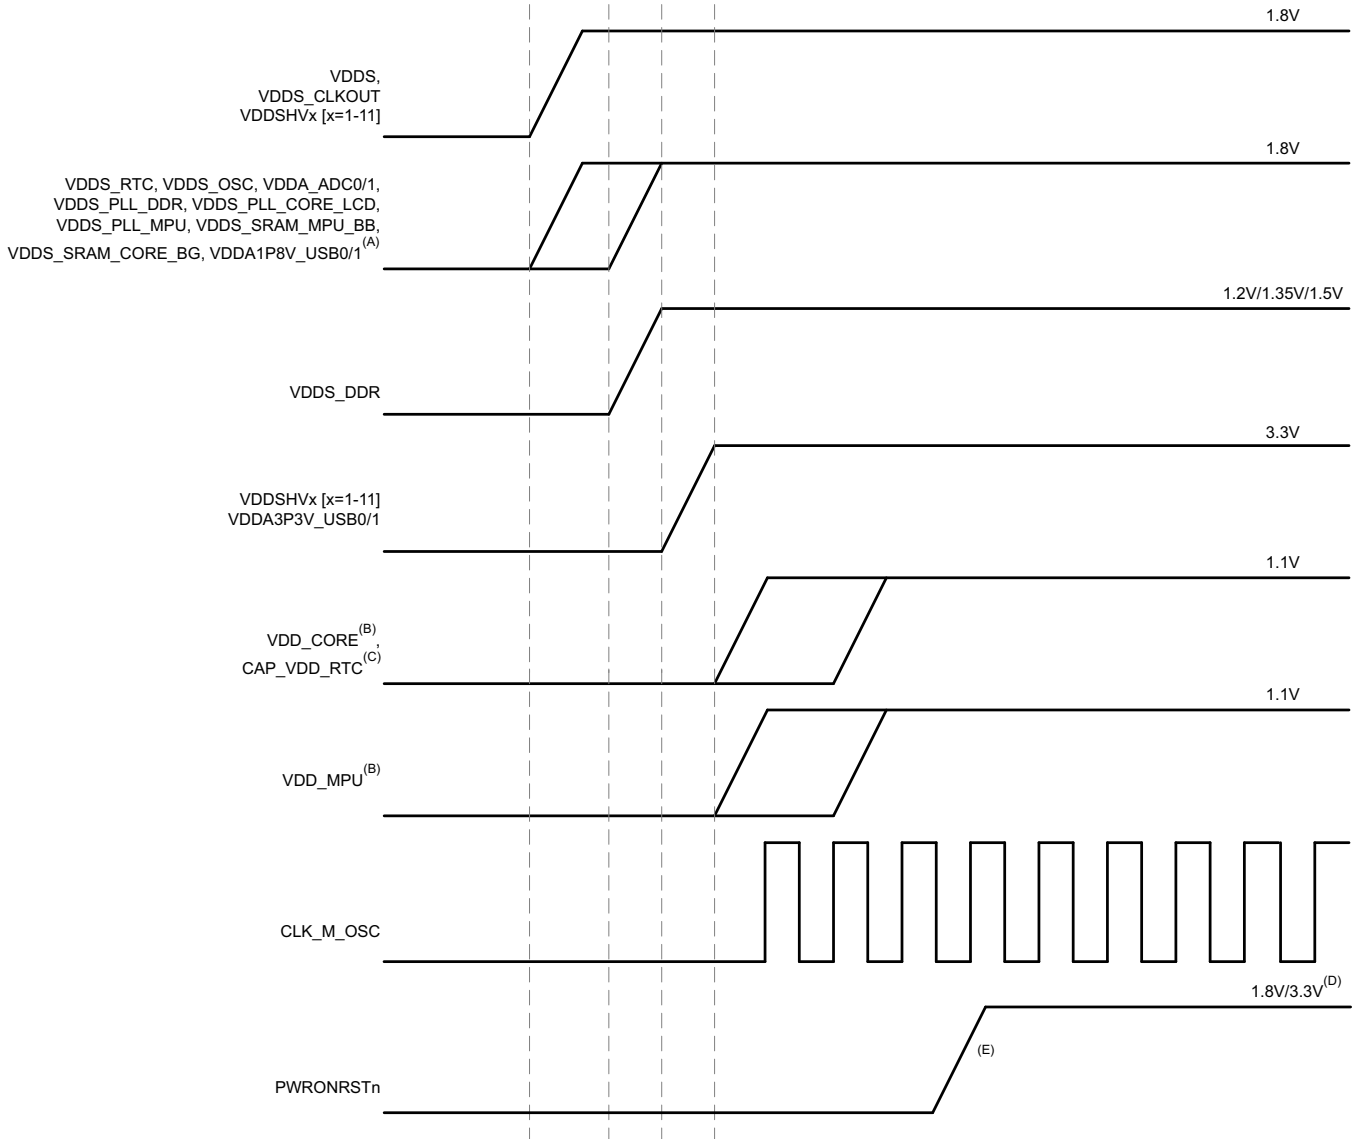 1.8V
VDDS,
VDDS_CLKOUT
VDDSHVx [x=1-11]
1.8V
VDDS_RTC, VDDS_OSC, VDDA_ADC0/1,
VDDS_PLL_DDR, VDDS_PLL_CORE_LCD,
VDDS_PLL_MPU, VDDS_SRAM_MPU_BB,
VDDS_SRAM_CORE_BG, VDDA1P8V_USB0/1(A)
1.2V/1.35V/1.5V
VDDS_DDR
3.3V
VDDSHVx [x=1-11]
VDDA3P3V_USB0/1
1.1V
VDD_CORE(B),
CAP_VDD_RTC(C)
1.1V
VDD_MPU(B)
CLK_M_OSC
1.8V/3.3V(D)
(E)
PWRONRSTn